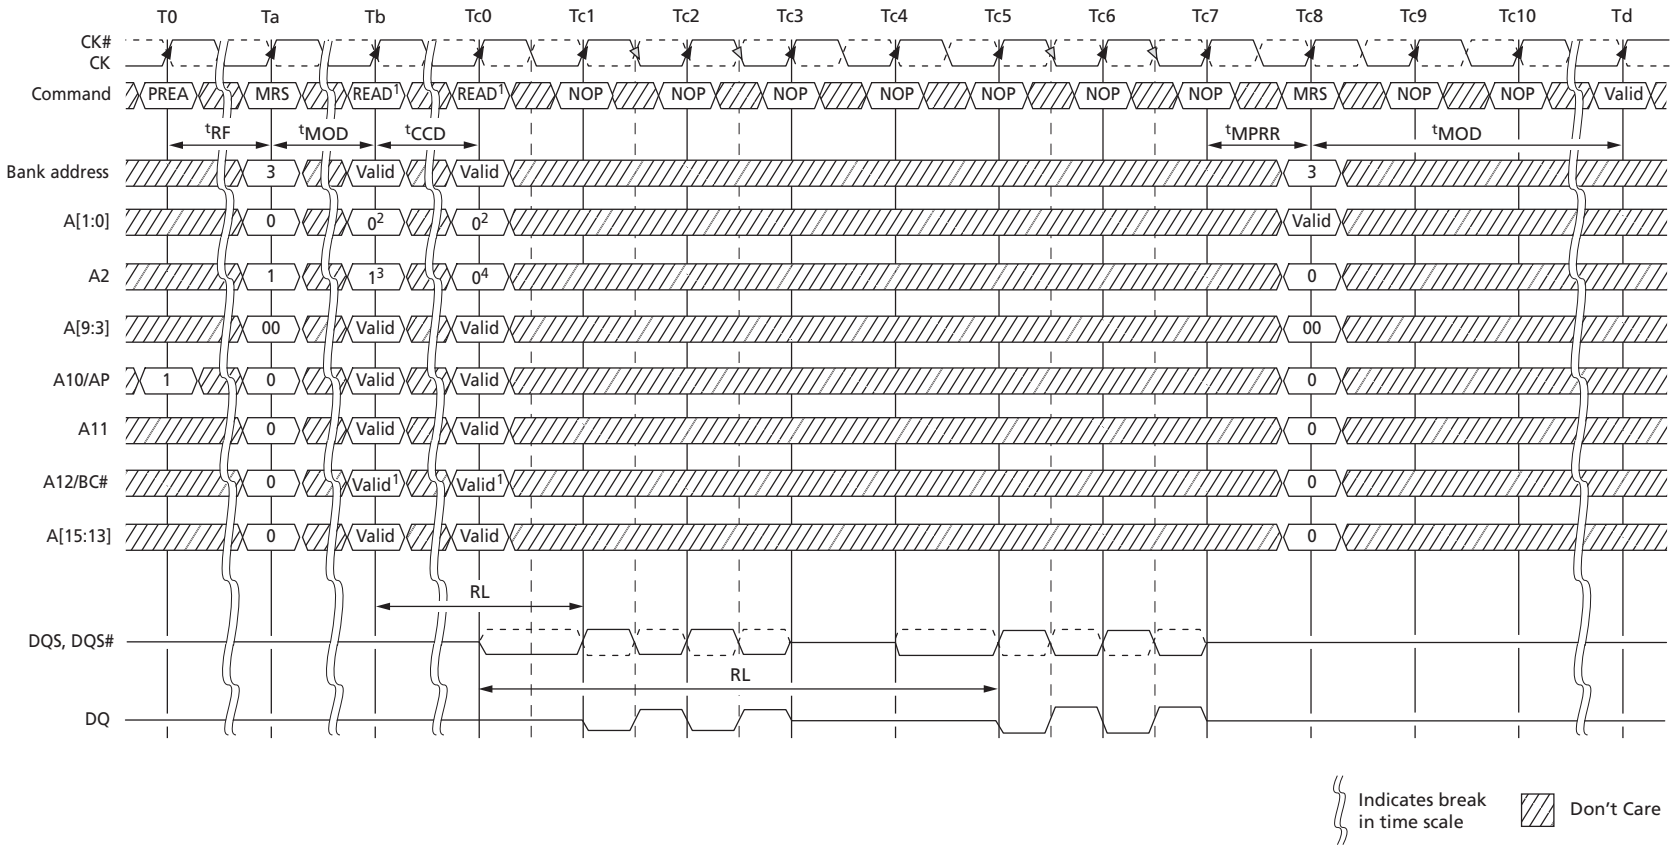 T0 Ta Tb Tc0 Tc1 Tc2 Tc3 Tc4 Tc5 Tc6 Tc7 Tc8 Tc9 Tc10 Td
CK#
CK
Command PREA MRS READ¹ READ¹ NOP NOP NOP NOP NOP NOP NOP MRS NOP NOP Valid
tRF tMOD tCCD tMPRR tMOD
Bank address 3 Valid Valid 3
A[1:0] 0 0² 0² Valid
A2 1 1³ 0⁴ 0
A[9:3] 00 Valid Valid 00
A10/AP 1 0 Valid Valid 0
A11 0 Valid Valid 0
A12/BC# 0 Valid¹ Valid¹ 0
A[15:13] 0 Valid Valid 0
RL
DQS, DQS#
RL
DQ
Indicates break
in time scale
Don't Care